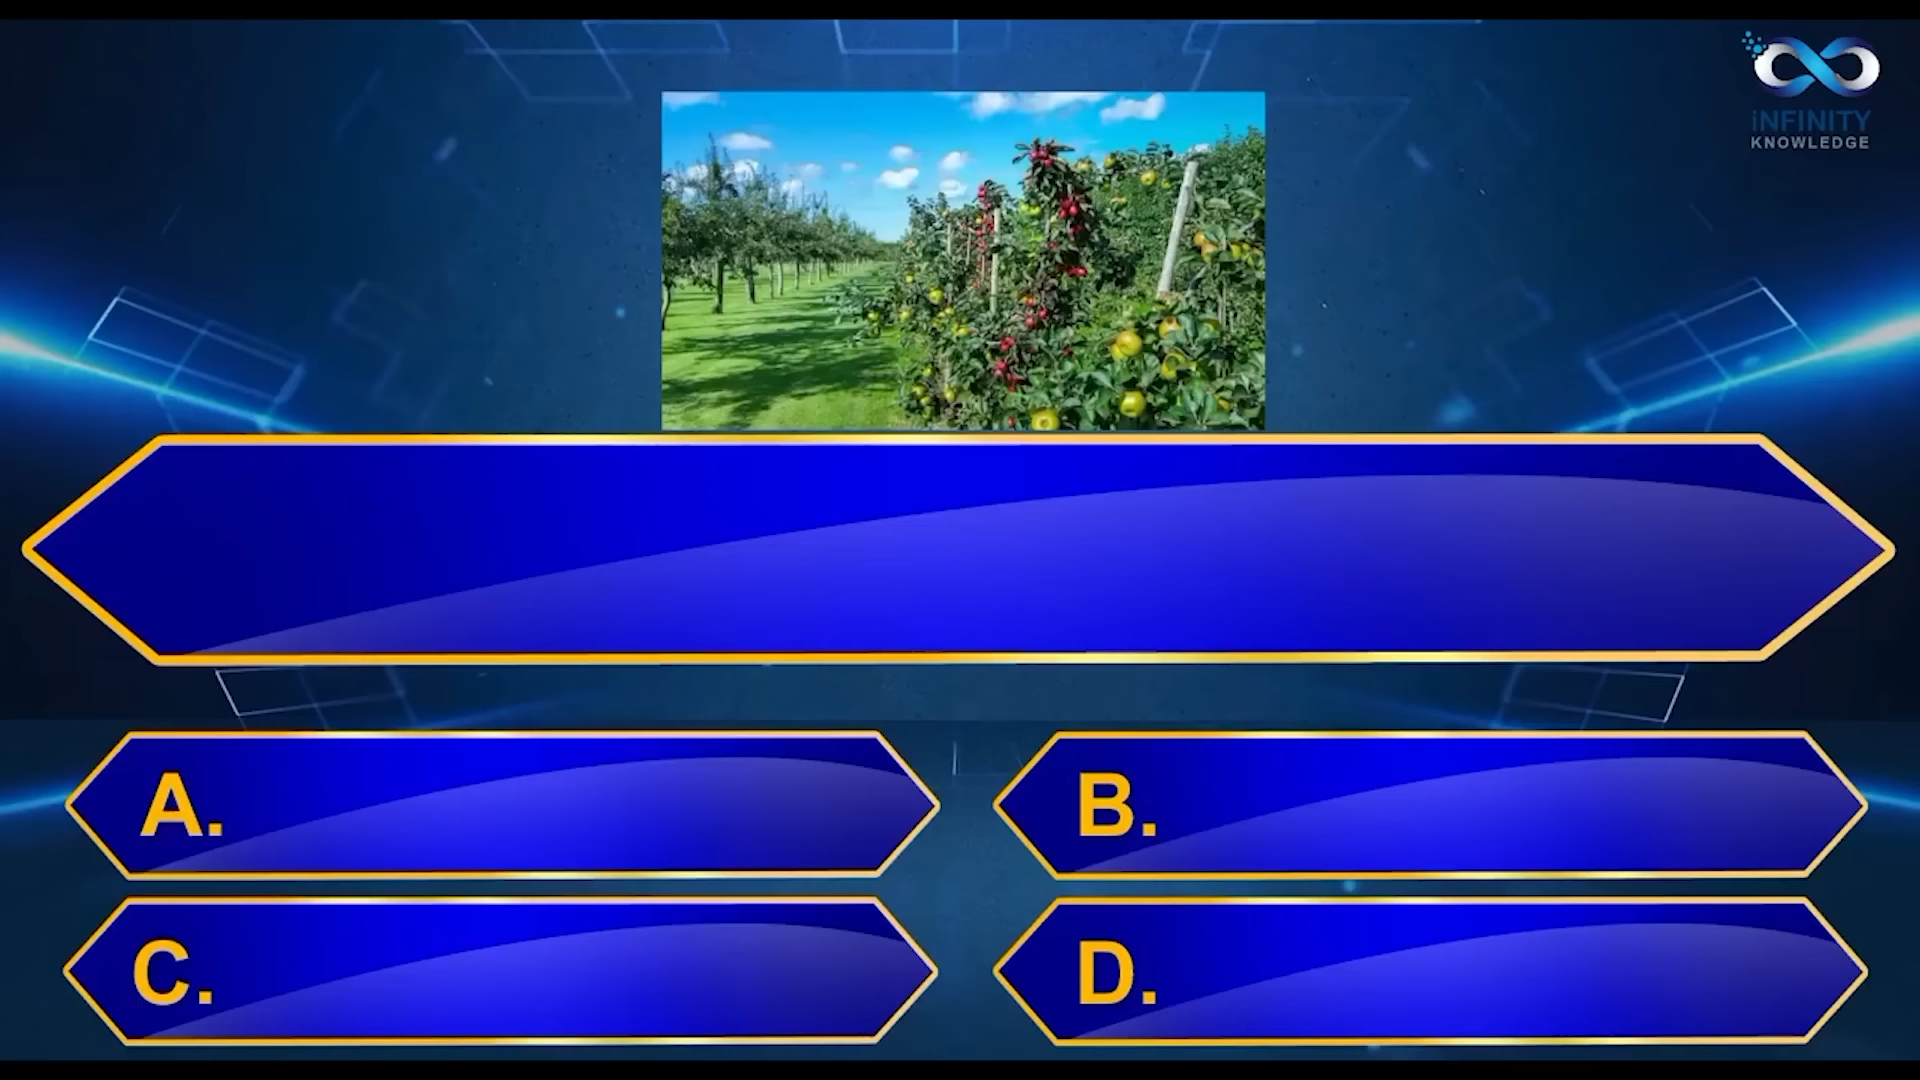 iNFINITY
KNOWLEDGE
A.
B.
C.
D.